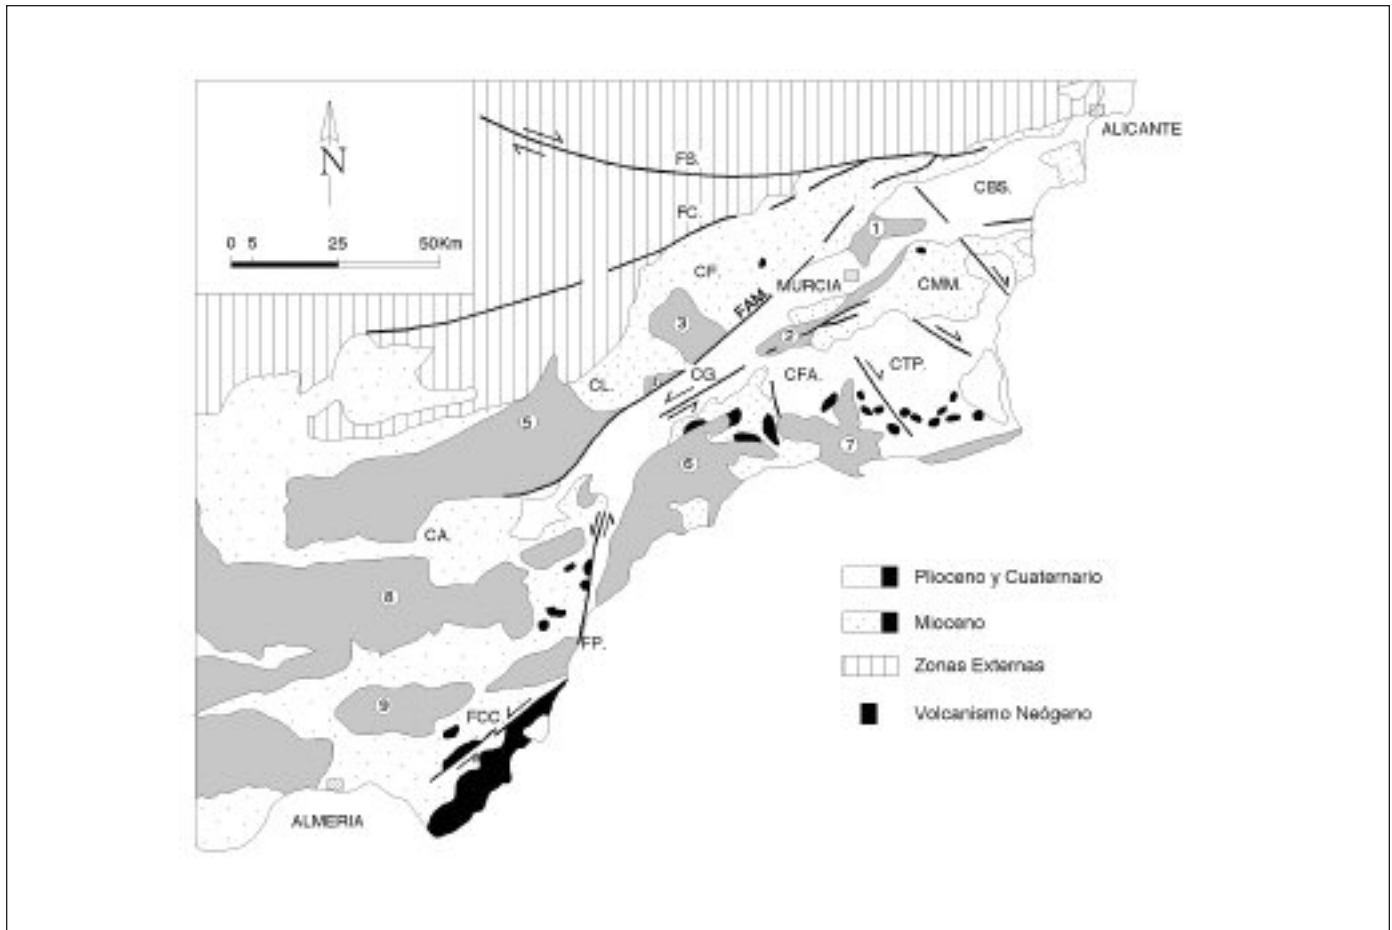 ALICANTE
N
FB.
CBS.
FC.
1
0 5 25 50Km
CF.
MURCIA
CMM.
FAM.
3
2
CTP.
CG.
CFA.
CL.
5
7
6
CA.
Plioceno y Cuaternario
8
Mioceno
FP.
Zonas Externas
9
FCC
Volcanismo Neógeno
ALMERIA